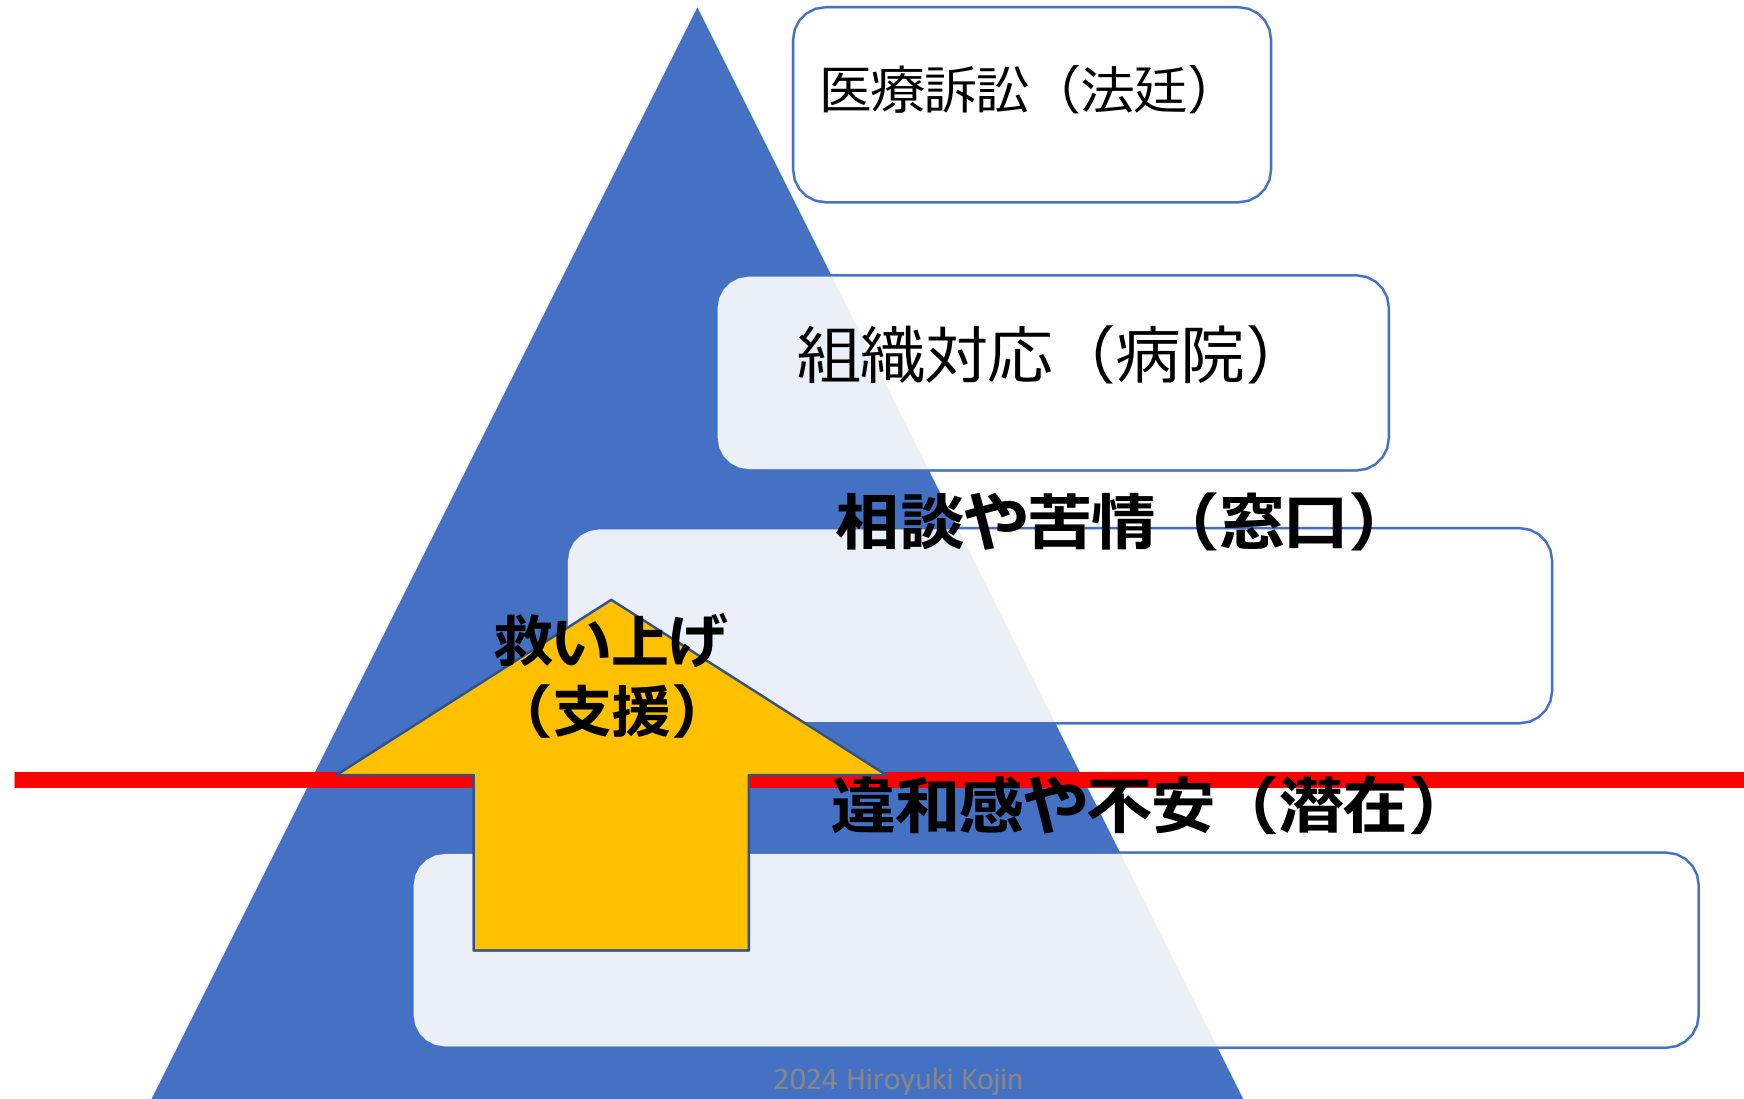 医療訴訟（法廷）
組織対応（病院）
相談や苦情（窓口）
救い上げ
（支援）
違和感や不安（潜在）
2024 Hiroyuki Kojin